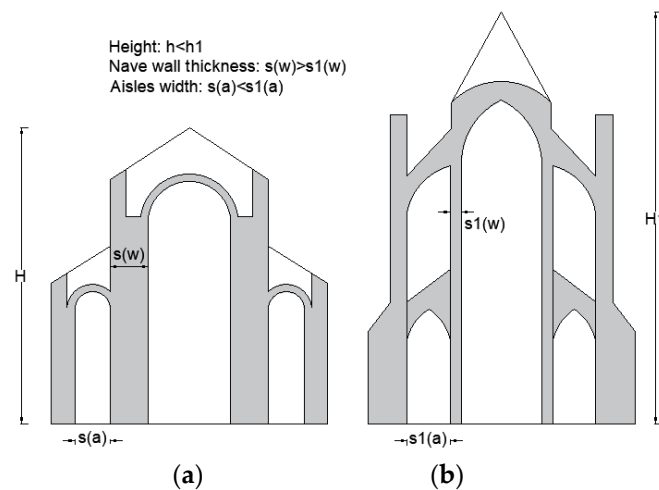 Height: h<h1
Nave wall thickness: s(w)>s1(w)
Aisles width: s(a)<s1(a)
H
s(w)
s(a)
(a)
H
s1(w)
s1(a)
(b)